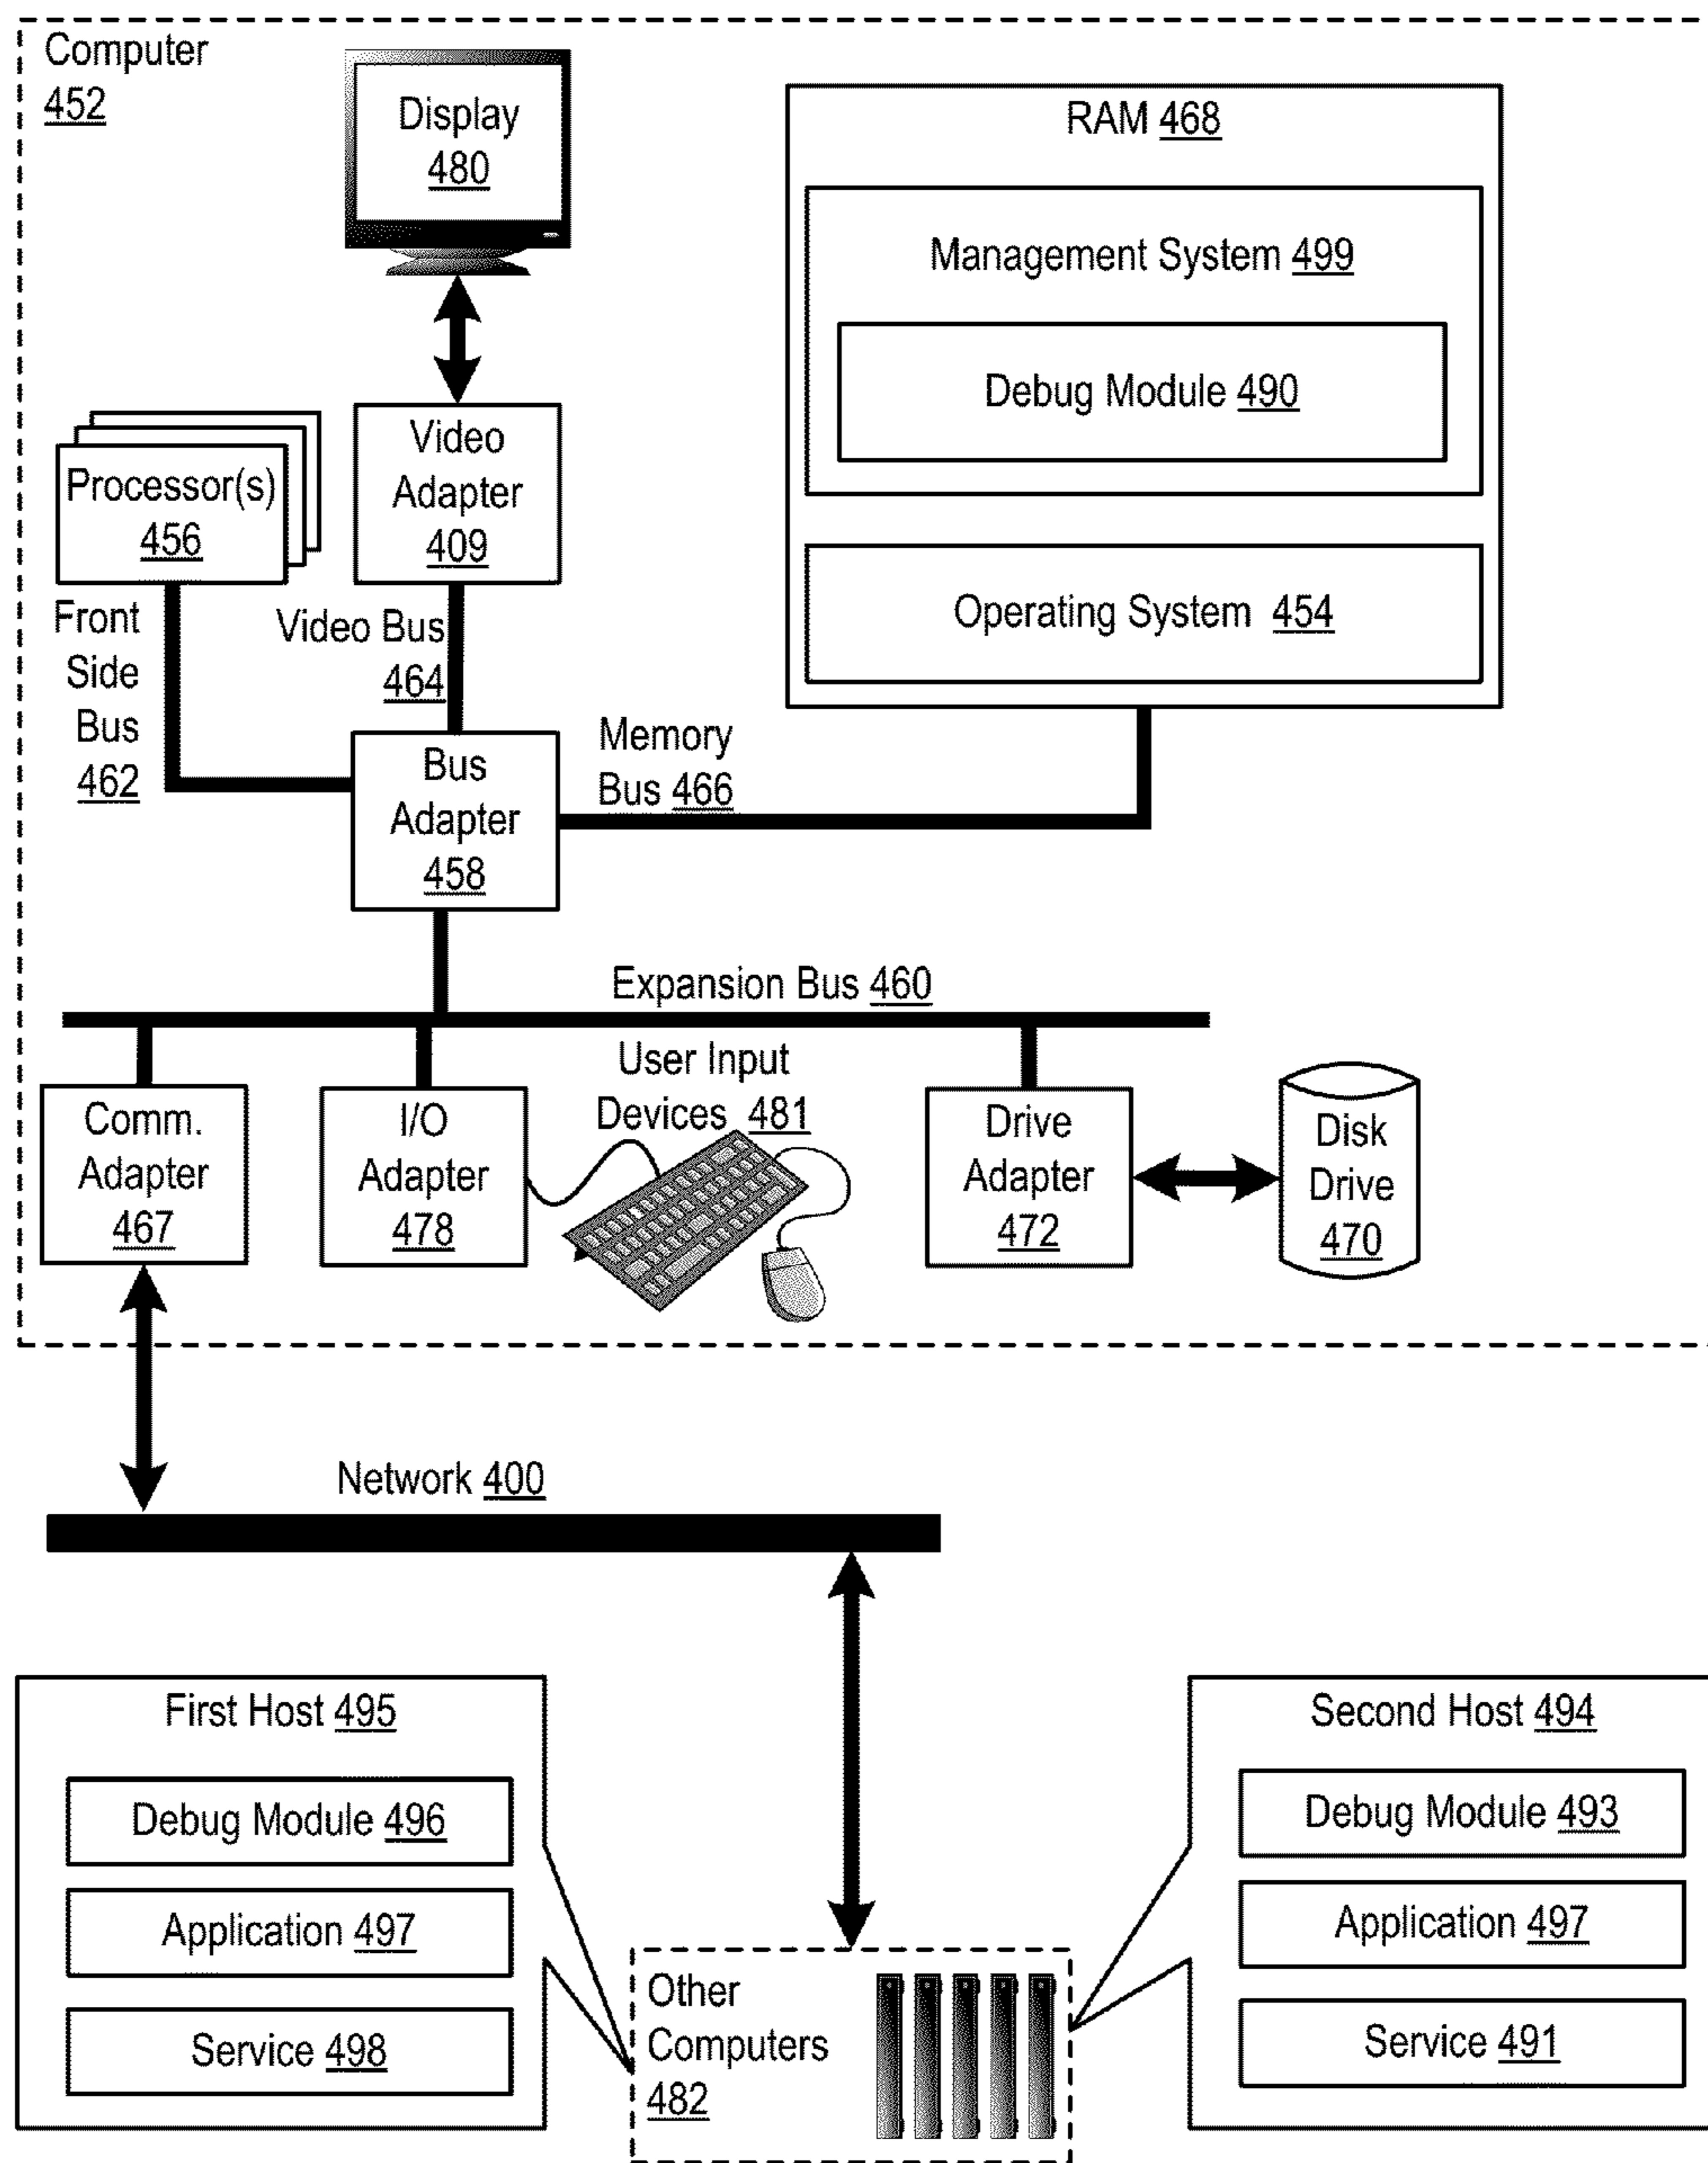 Computer
452
Display
480
RAM 468
Management System 499
Debug Module 490
Operating System 454
Processor(s)
456
Video
Adapter
409
Front
Side
Bus
462
Video Bus
464
Bus
Adapter
458
Memory
Bus 466
Expansion Bus 460
Comm.
Adapter
467
I/O
Adapter
478
User Input
Devices 481
Drive
Adapter
472
Disk
Drive
470
Network 400
First Host 495
Debug Module 496
Application 497
Service 498
Other
Computers
482
Second Host 494
Debug Module 493
Application 497
Service 491